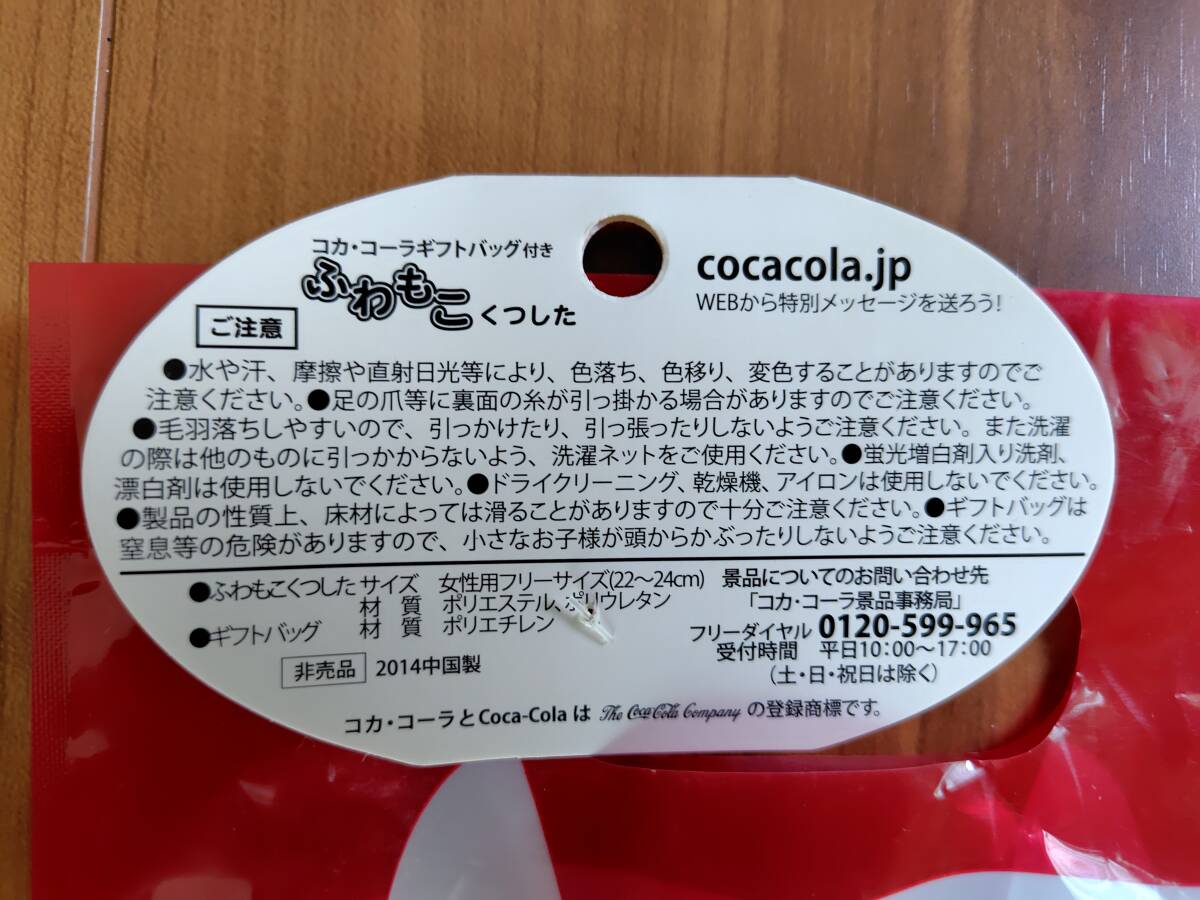 コカ・コーラギフトバッグ付き
ふわもこくつした
cocacola.jp
WEBから特別メッセージを送ろう!
ご注意
●水や汗、摩擦や直射日光等により、色落ち、色移り、変色することがありますのでご
注意ください。●足の爪等に裏面の糸が引っ掛かる場合がありますのでご注意ください。
●毛羽落ちしやすいので、引っかけたり、引っ張ったりしないようご注意ください。また洗濯
の際は他のものに引っかからないよう、洗濯ネットをご使用ください。●蛍光増白剤入り洗剤、
漂白剤は使用しないでください。●ドライクリーニング、乾燥機、アイロンは使用しないでください。
●製品の性質上、床材によっては滑ることがありますので十分ご注意ください。●ギフトバッグは
窒息等の危険がありますので、小さなお子様が頭からかぶったりしないようご注意ください。
●ふわもこくつした サイズ 女性用フリーサイズ(22〜24cm)
材 質 ポリエステル、ポリウレタン
●ギフトバッグ 材 質 ポリエチレン
非売品 2014中国製
景品についてのお問い合わせ先
「コカ・コーラ景品事務局」
フリーダイヤル 0120-599-965
受付時間 平日10:00〜17:00
(土・日・祝日は除く)
コカ・コーラとCoca-Cola は The Coca-Cola Company の登録商標です。